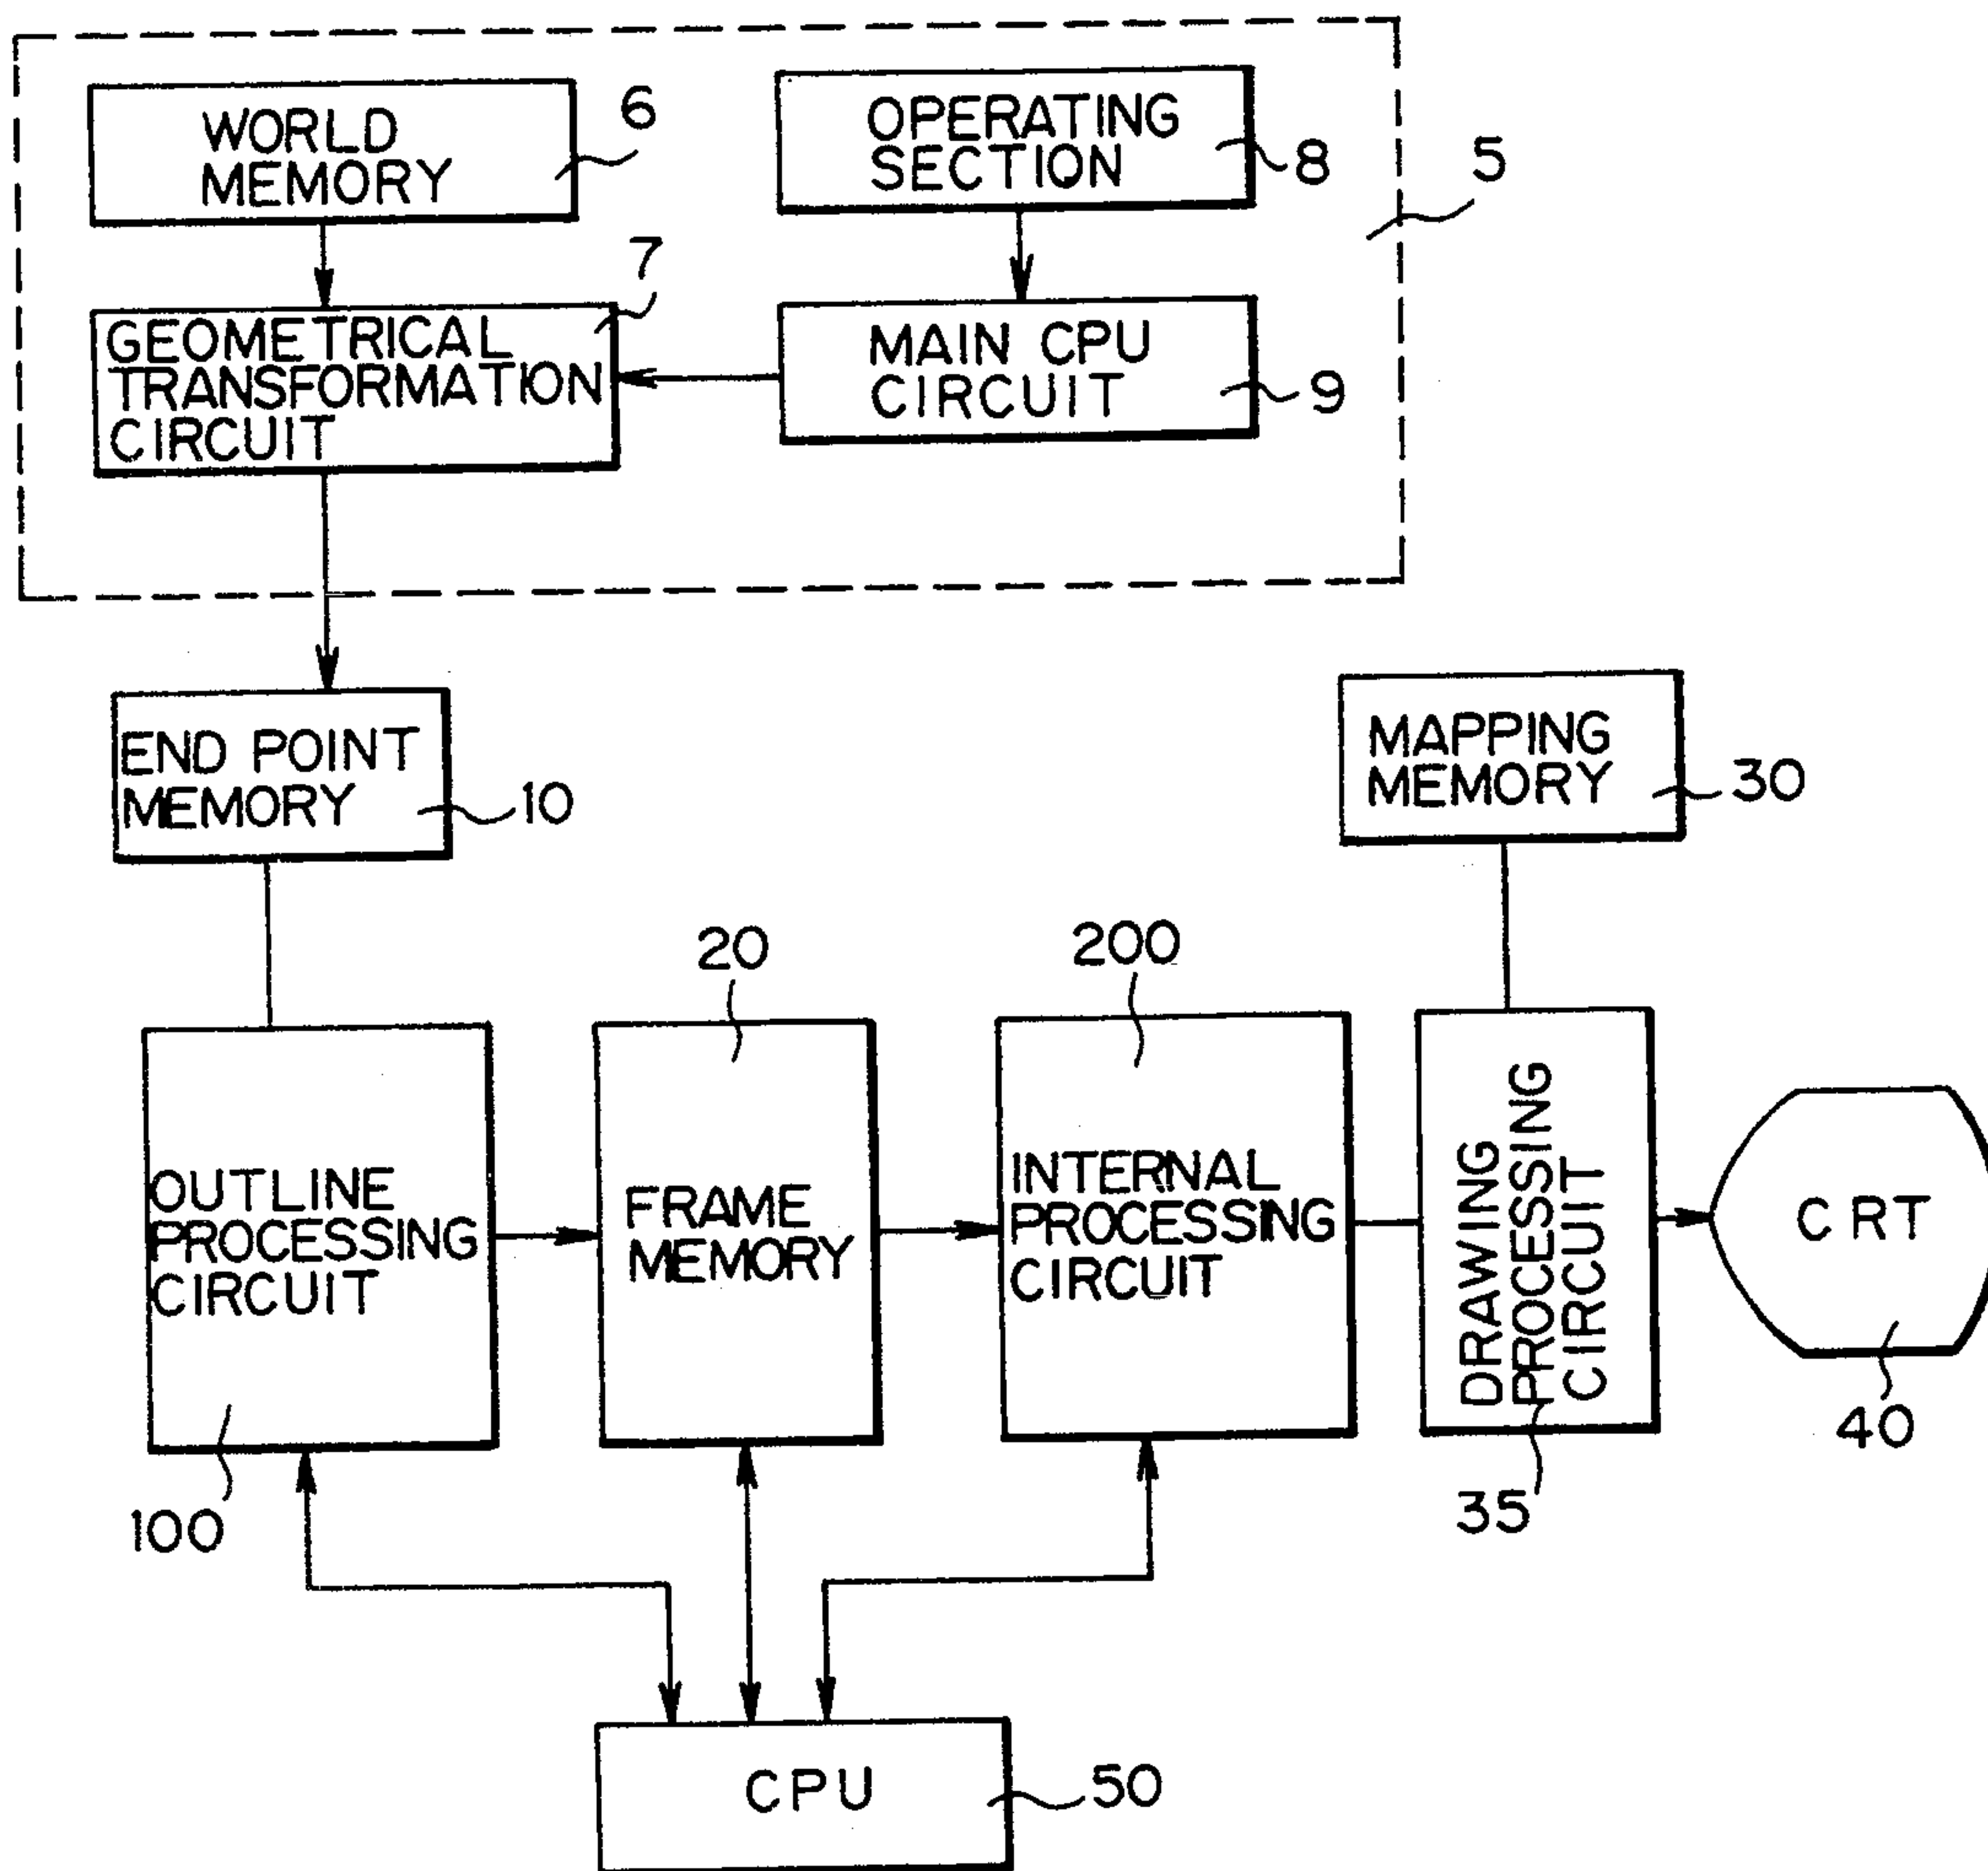 WORLD
MEMORY
6
OPERATING
SECTION
8
5
GEOMETRICAL
TRANSFORMATION
CIRCUIT
7
MAIN CPU
CIRCUIT
9
END POINT
MEMORY
10
MAPPING
MEMORY
30
20
200
OUTLINE
PROCESSING
CIRCUIT
100
FRAME
MEMORY
INTERNAL
PROCESSING
CIRCUIT
DRAWING
PROCESSING
CIRCUIT
35
CRT
40
CPU
50